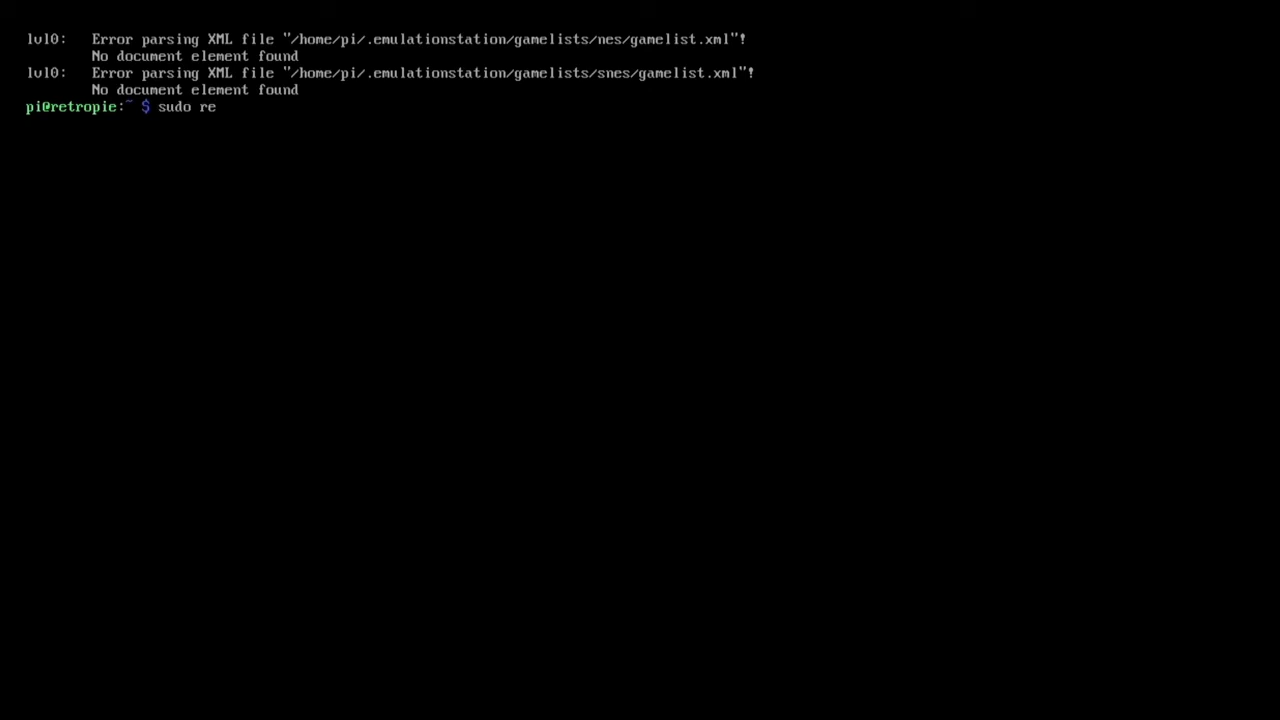 lvl0: Error parsing XML file "/home/pi/.emulationstation/gamelists/nes/gamelist.xml"!
No document element found
lvl0: Error parsing XML file "/home/pi/.emulationstation/gamelists/snes/gamelist.xml"!
No document element found
pi@retropie:~ $ sudo re